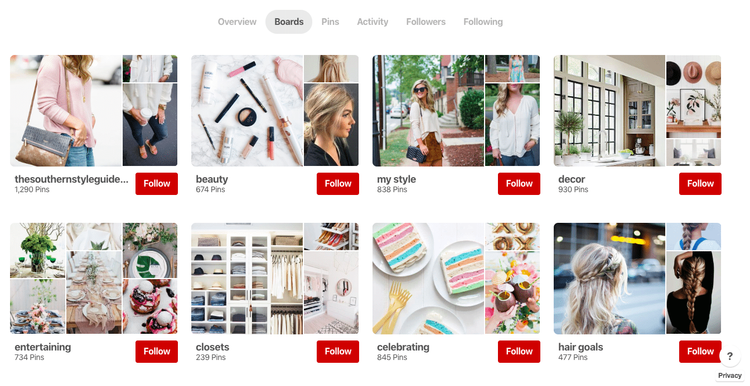 Overview Boards Pins Activity Followers Following
thesouthernstyleguide... Follow
1,290 Pins
beauty Follow
674 Pins
my style Follow
838 Pins
decor Follow
930 Pins
entertaining Follow
734 Pins
closets Follow
239 Pins
celebrating Follow
845 Pins
hair goals Follow
477 Pins
?
Privacy